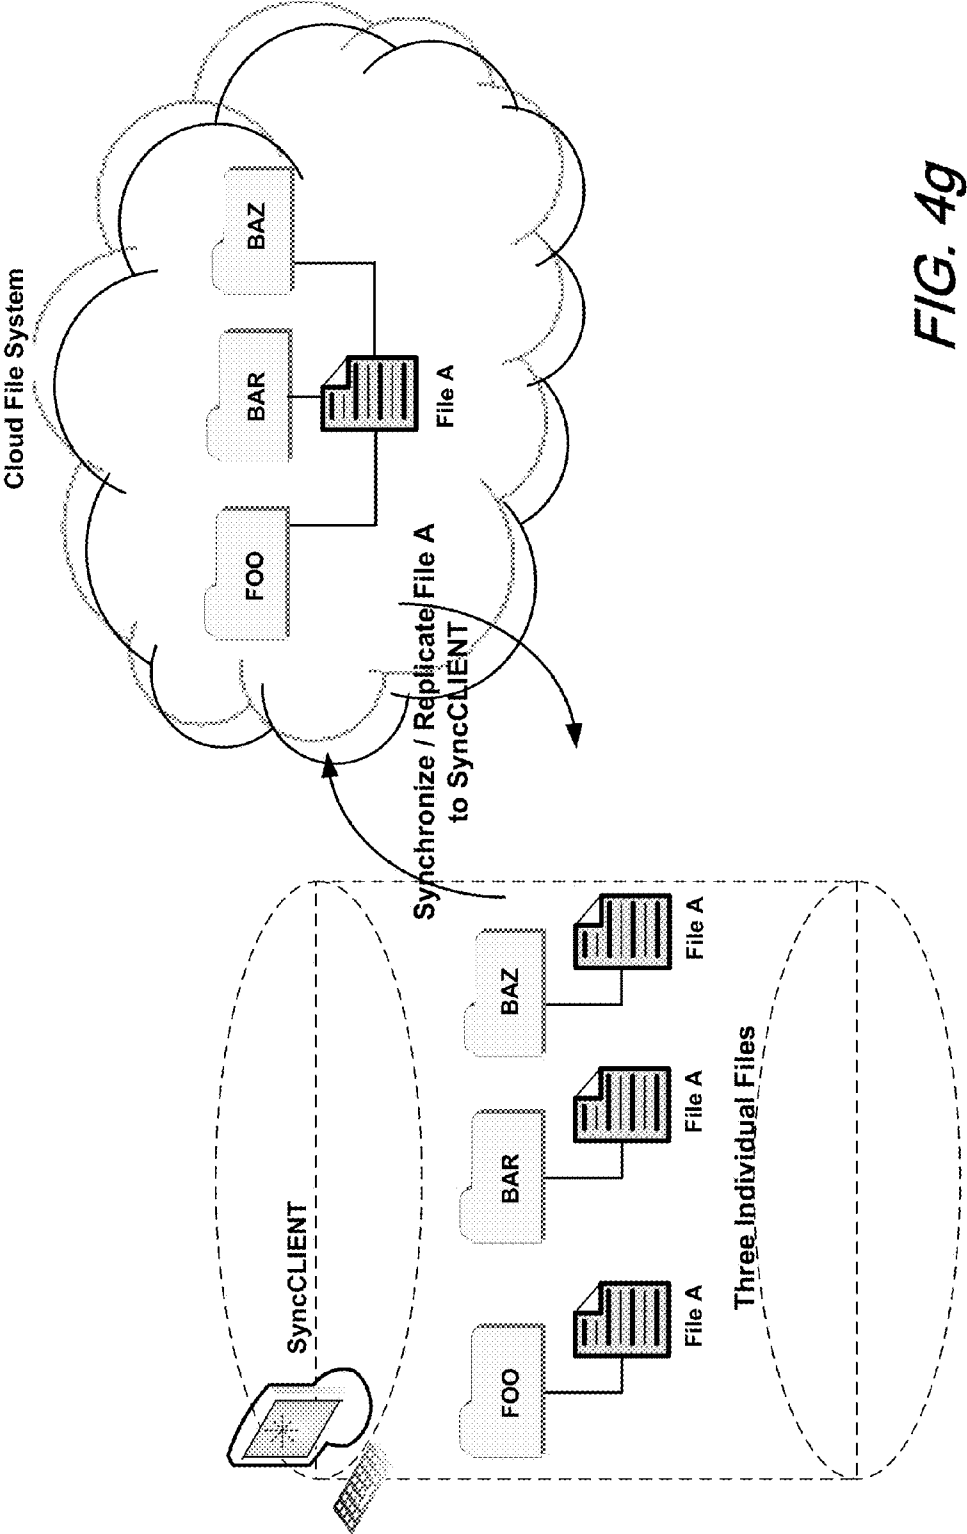 Cloud File System
FOO
BAR
BAZ
File A
Synchronize / Replicate File A
to SyncCLIENT
SyncCLIENT
FOO
BAR
BAZ
File A
File A
File A
Three Individual Files
FIG. 4g